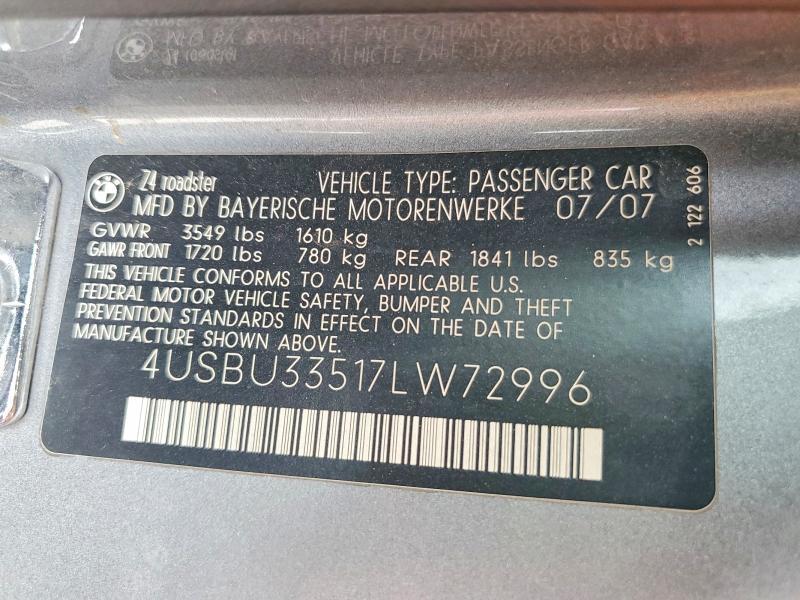 Z4 roadster VEHICLE TYPE: PASSENGER CAR
MFD BY BAYERISCHE MOTORENWERKE 07/07
GVWR 3549 lbs 1610 kg
GAWR FRONT 1720 lbs 780 kg REAR 1841 lbs 835 kg
THIS VEHICLE CONFORMS TO ALL APPLICABLE U.S.
FEDERAL MOTOR VEHICLE SAFETY, BUMPER AND THEFT
PREVENTION STANDARDS IN EFFECT ON THE DATE OF
MANUFACTURE SHOWN ABOVE.
4USBU33517LW72996
2 122 606